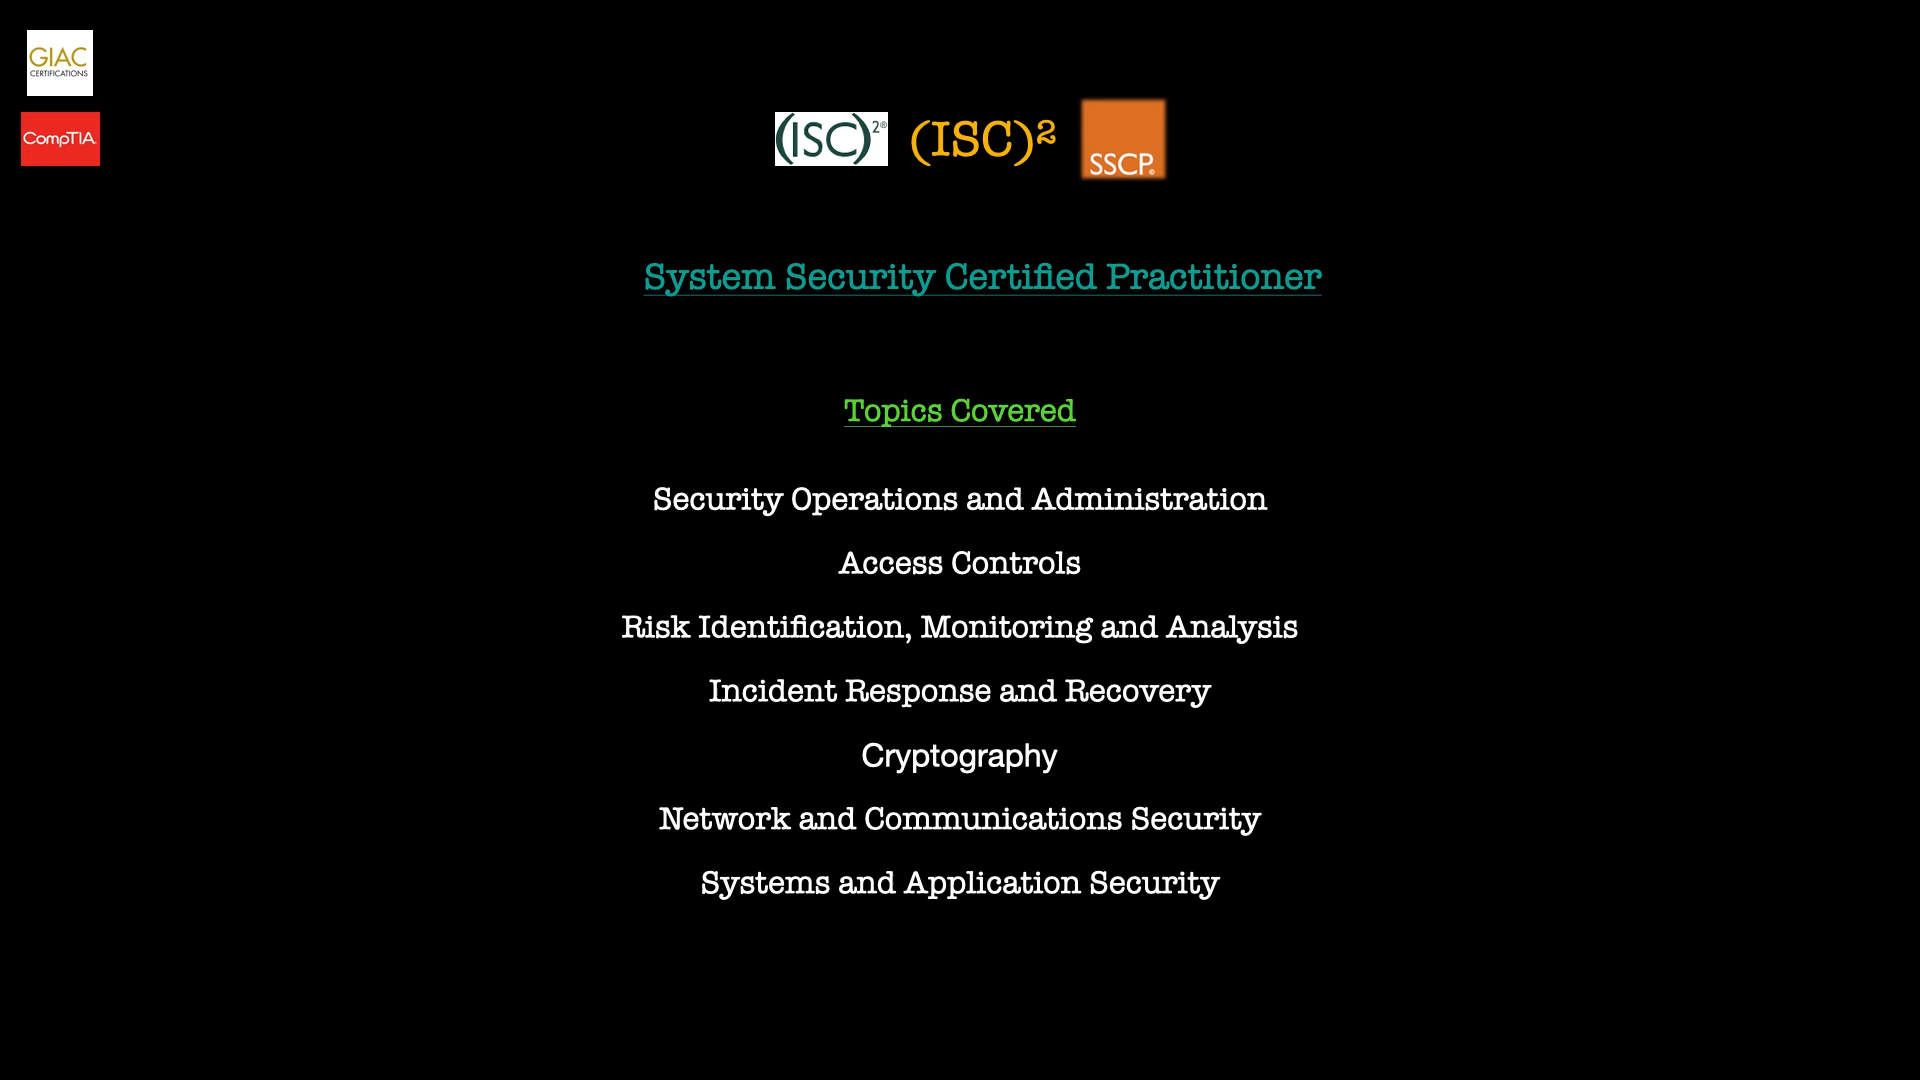 GIAC
CERTIFICATIONS
CompTIA.
(ISC)²® (ISC)² SSCP®
System Security Certified Practitioner
Topics Covered
Security Operations and Administration
Access Controls
Risk Identification, Monitoring and Analysis
Incident Response and Recovery
Cryptography
Network and Communications Security
Systems and Application Security